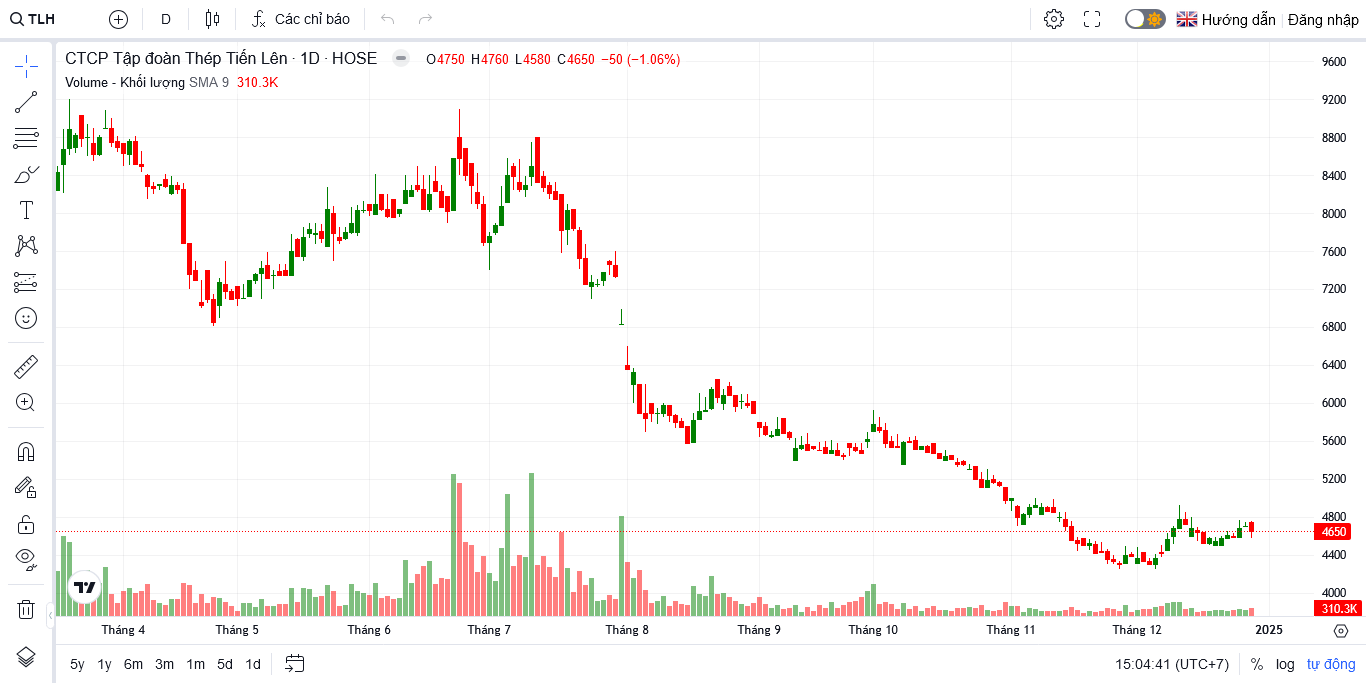 TLH D Các chỉ báo Hướng dẫn Đăng nhập
CTCP Tập đoàn Thép Tiến Lên · 1D · HOSE O4750 H4760 L4580 C4650 −50 (−1.06%)
Volume - Khối lượng SMA 9 310.3K
9600
9200
8800
8400
8000
7600
7200
6800
6400
6000
5600
5200
4800
4650
4400
4000
310.3K
Tháng 4 Tháng 5 Tháng 6 Tháng 7 Tháng 8 Tháng 9 Tháng 10 Tháng 11 Tháng 12 2025
5y 1y 6m 3m 1m 5d 1d 15:04:41 (UTC+7) % log tự động